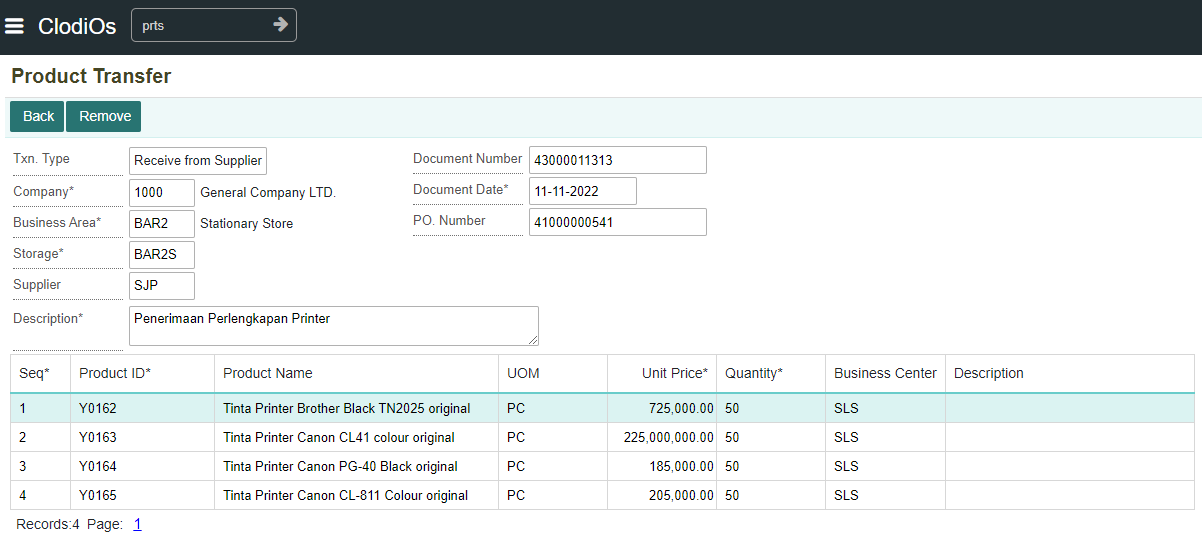 ClodiOs prts
Product Transfer
Back Remove
Txn. Type Receive from Supplier Document Number 43000011313
Company* 1000 General Company LTD. Document Date* 11-11-2022
Business Area* BAR2 Stationary Store PO. Number 41000000541
Storage* BAR2S
Supplier SJP
Description* Penerimaan Perlengkapan Printer
Seq* Product ID* Product Name UOM Unit Price* Quantity* Business Center Description
1 Y0162 Tinta Printer Brother Black TN2025 original PC 725,000.00 50 SLS
2 Y0163 Tinta Printer Canon CL41 colour original PC 225,000,000.00 50 SLS
3 Y0164 Tinta Printer Canon PG-40 Black original PC 185,000.00 50 SLS
4 Y0165 Tinta Printer Canon CL-811 Colour original PC 205,000.00 50 SLS
Records:4 Page: 1